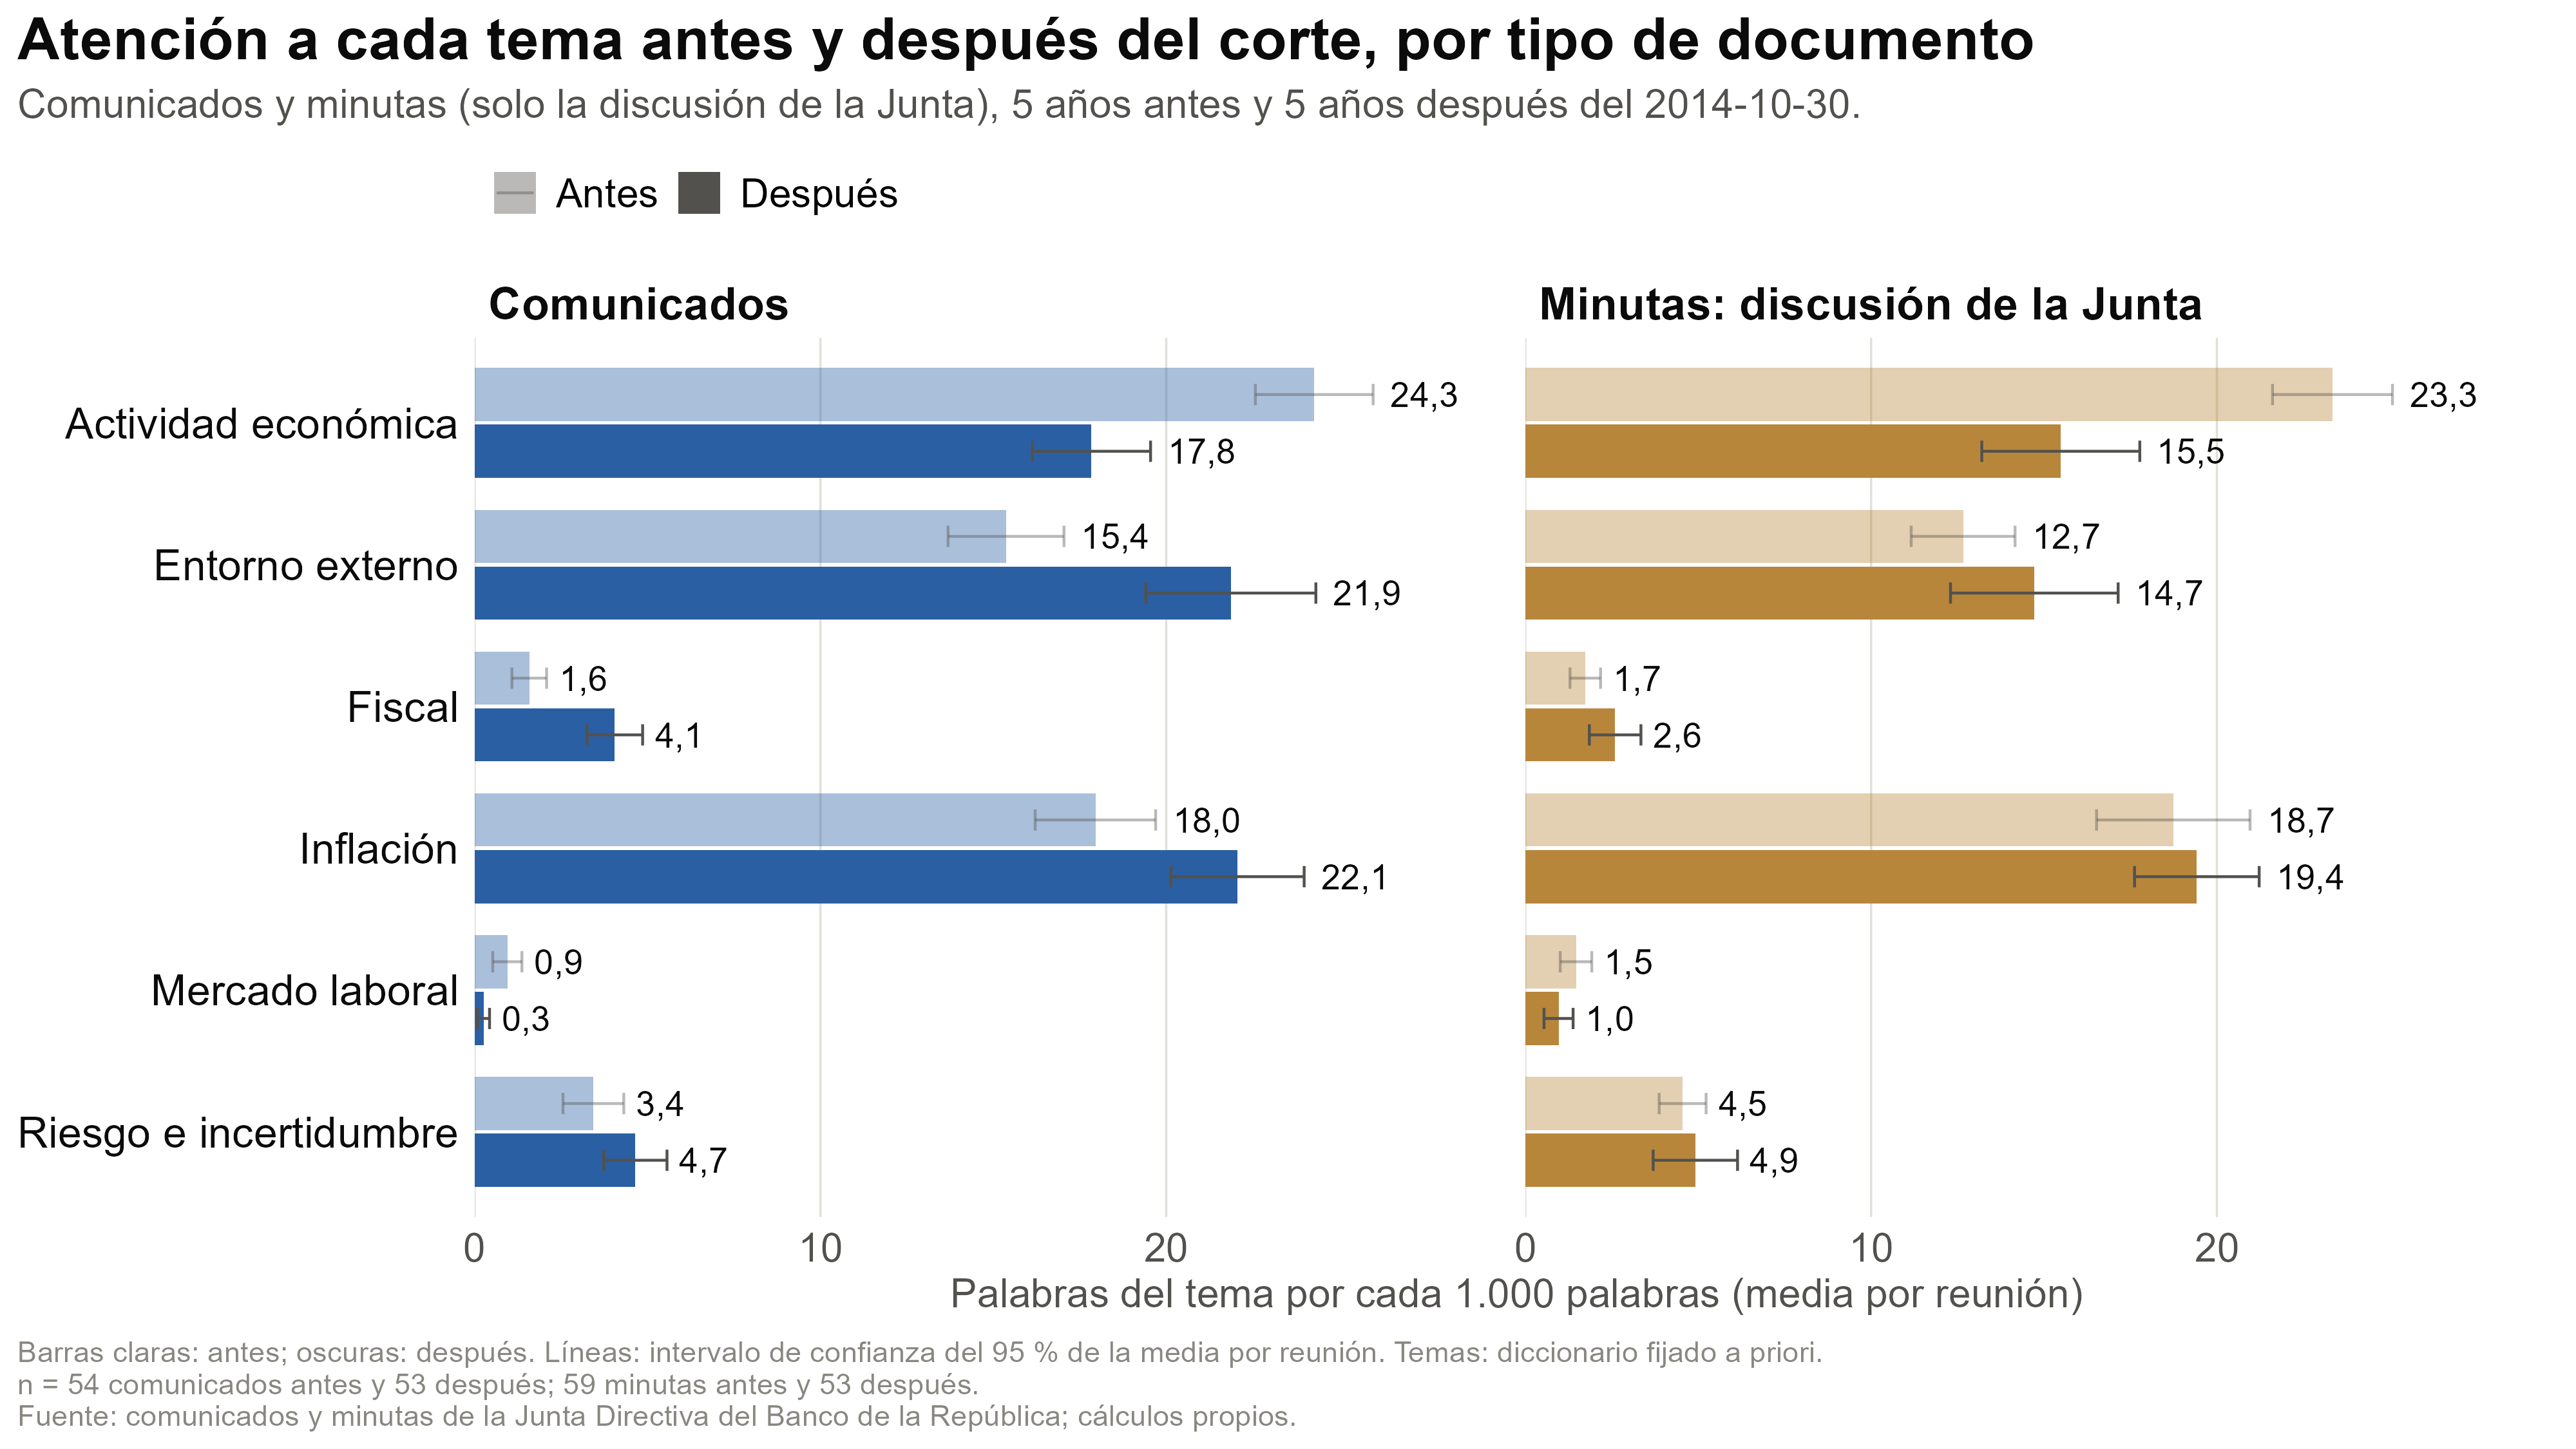 Atención a cada tema antes y después del corte, por tipo de documento
Comunicados y minutas (solo la discusión de la Junta), 5 años antes y 5 años después del 2014-10-30.
Antes Después
Comunicados
Minutas: discusión de la Junta
Actividad económica
24,3
17,8
23,3
15,5
Entorno externo
15,4
21,9
12,7
14,7
Fiscal
1,6
4,1
1,7
2,6
Inflación
18,0
22,1
18,7
19,4
Mercado laboral
0,9
0,3
1,5
1,0
Riesgo e incertidumbre
3,4
4,7
4,5
4,9
0 10 20
0 10 20
Palabras del tema por cada 1.000 palabras (media por reunión)
Barras claras: antes; oscuras: después. Líneas: intervalo de confianza del 95 % de la media por reunión. Temas: diccionario fijado a priori.
n = 54 comunicados antes y 53 después; 59 minutas antes y 53 después.
Fuente: comunicados y minutas de la Junta Directiva del Banco de la República; cálculos propios.